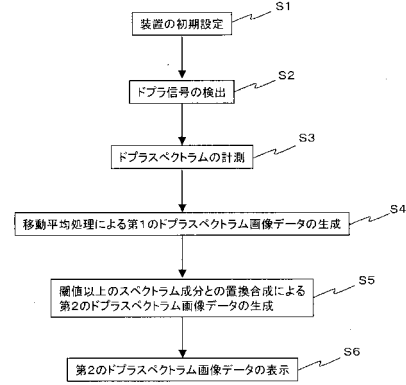 S1
装置の初期設定
S2
ドプラ信号の検出
S3
ドプラスペクトラムの計測
S4
移動平均処理による第1のドプラスペクトラム画像データの生成
S5
閾値以上のスペクトラム成分との置換合成による
第2のドプラスペクトラム画像データの生成
S6
第2のドプラスペクトラム画像データの表示